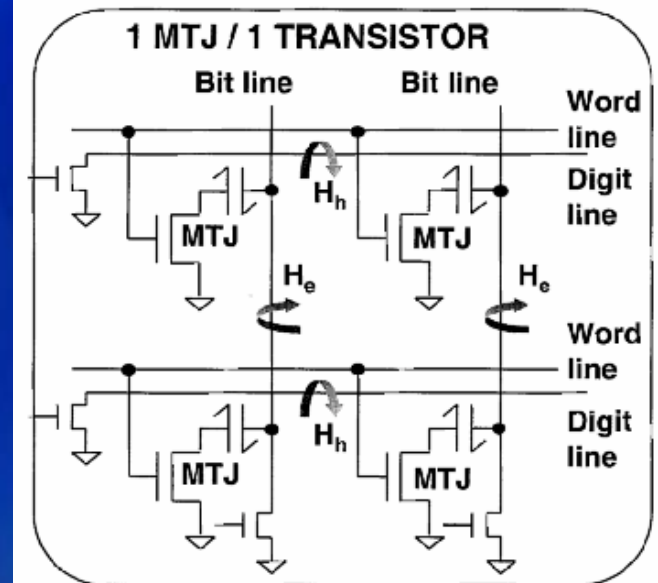 1 MTJ / 1 TRANSISTOR
Bit line Bit line
Word
line
Digit
line
Hh
MTJ MTJ
He He
Word
line
Digit
line
Hh
MTJ MTJ